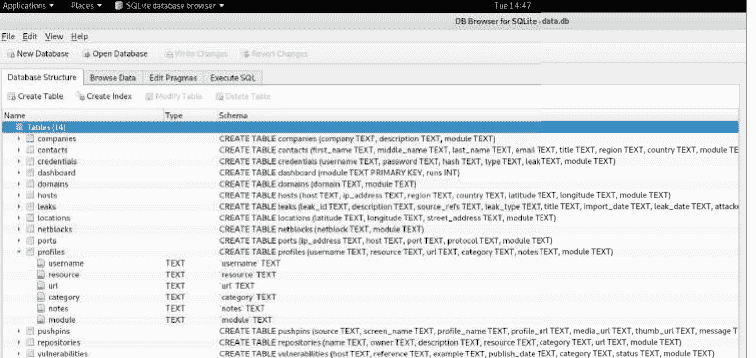 Applications ▾ Places ▾ SQLite database browser ▾ Tue 14:47
DB Browser for SQLite - data.db
File Edit View Help
New Database Open Database Write Changes Revert Changes
Database Structure Browse Data Edit Pragmas Execute SQL
Create Table Create Index Modify Table Delete Table
Name Type Schema
Tables (14)
companies CREATE TABLE companies (company TEXT, description TEXT, module TEXT)
contacts CREATE TABLE contacts (first_name TEXT, middle_name TEXT, last_name TEXT, email TEXT, title TEXT, region TEXT, country TEXT, module TE
credentials CREATE TABLE credentials (username TEXT, password TEXT, hash TEXT, type TEXT, leak TEXT, module TEXT)
dashboard CREATE TABLE dashboard (module TEXT PRIMARY KEY, runs INT)
domains CREATE TABLE domains (domain TEXT, module TEXT)
hosts CREATE TABLE hosts (host TEXT, ip_address TEXT, region TEXT, country TEXT, latitude TEXT, longitude TEXT, module TEXT)
leaks CREATE TABLE leaks (leak_id TEXT, description TEXT, source_refs TEXT, leak_type TEXT, title TEXT, import_date TEXT, leak_date TEXT, attacke
locations CREATE TABLE locations (latitude TEXT, longitude TEXT, street_address TEXT, module TEXT)
netblocks CREATE TABLE netblocks (netblock TEXT, module TEXT)
ports CREATE TABLE ports (ip_address TEXT, host TEXT, port TEXT, protocol TEXT, module TEXT)
profiles CREATE TABLE profiles (username TEXT, resource TEXT, url TEXT, category TEXT, notes TEXT, module TEXT)
username TEXT `username` TEXT
resource TEXT `resource` TEXT
url TEXT `url` TEXT
category TEXT `category` TEXT
notes TEXT `notes` TEXT
module TEXT `module` TEXT
pushpins CREATE TABLE pushpins (source TEXT, screen_name TEXT, profile_name TEXT, profile_url TEXT, media_url TEXT, thumb_url TEXT, message T
repositories CREATE TABLE repositories (name TEXT, owner TEXT, description TEXT, resource TEXT, category TEXT, url TEXT, module TEXT)
vulnerabilities CREATE TABLE vulnerabilities (host TEXT, reference TEXT, example TEXT, publish_date TEXT, category TEXT, status TEXT, module TEXT)